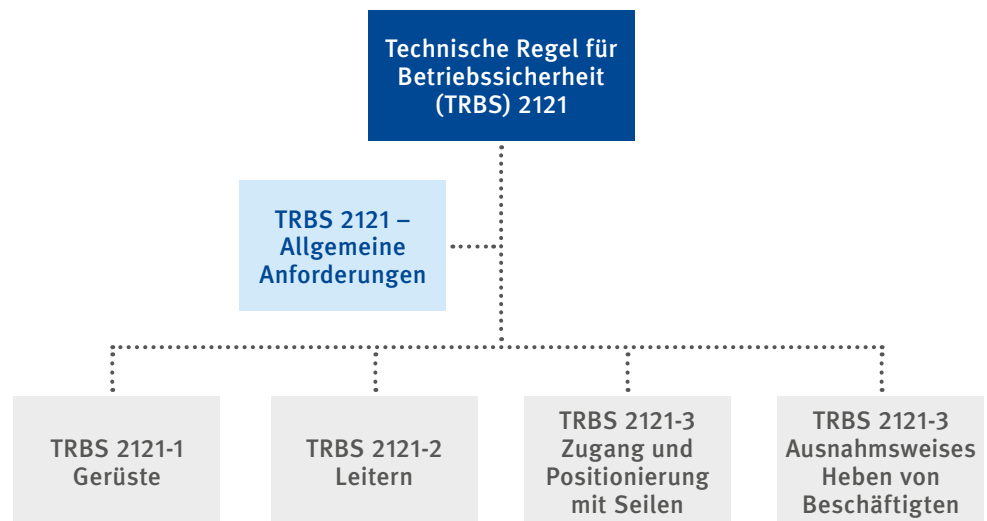 Technische Regel für
Betriebssicherheit
(TRBS) 2121
TRBS 2121 –
Allgemeine
Anforderungen
TRBS 2121-1
Gerüste
TRBS 2121-2
Leitern
TRBS 2121-3
Zugang und
Positionierung
mit Seilen
TRBS 2121-3
Ausnahmsweises
Heben von
Beschäftigten